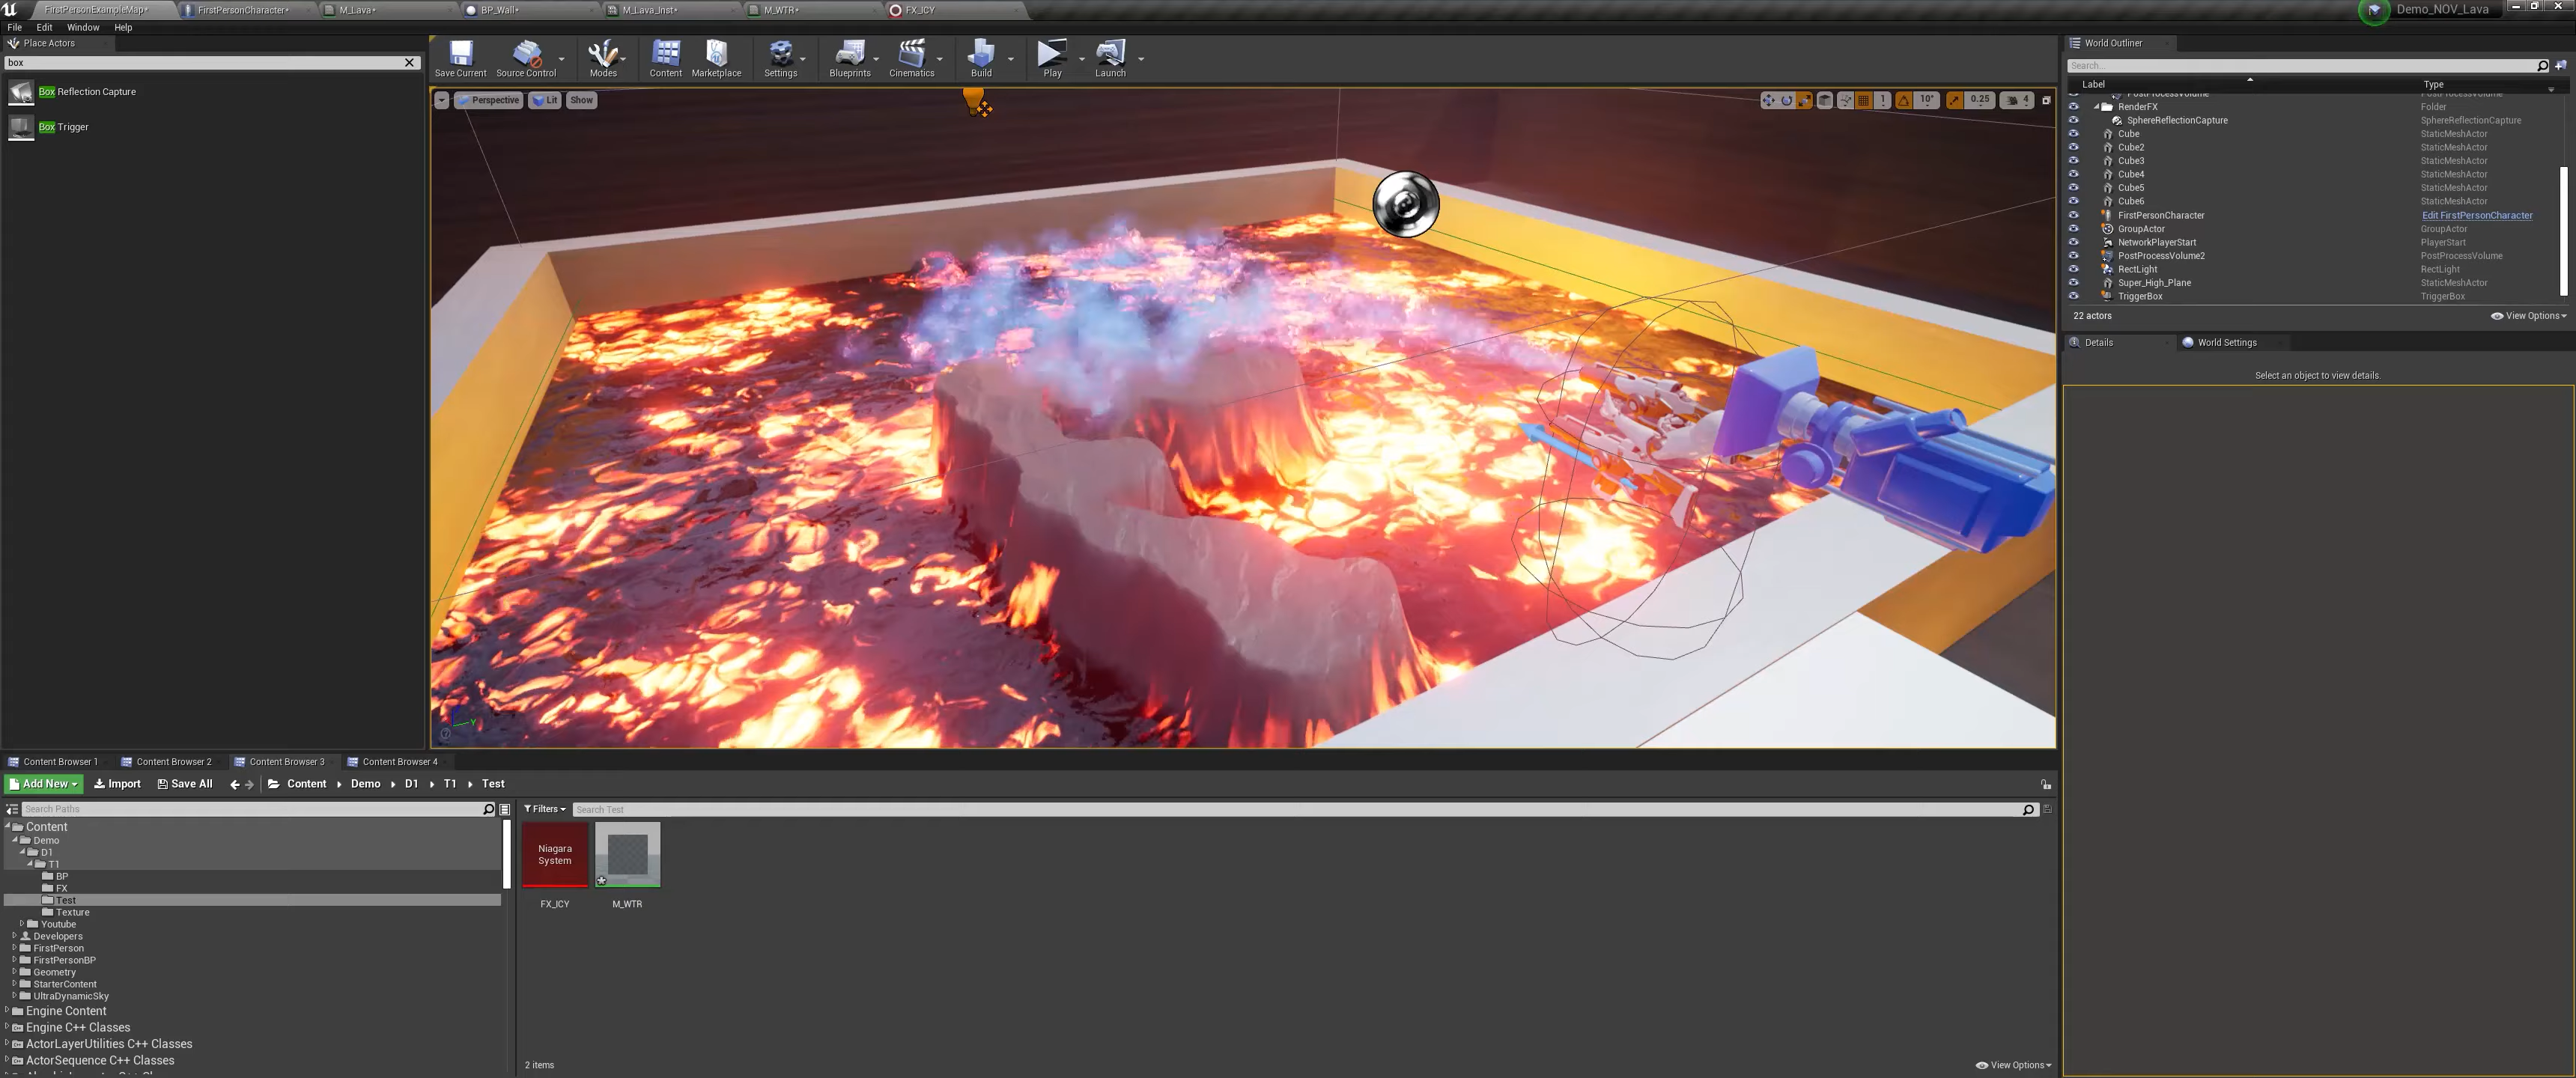 FirstPersonExampleMap*
FirstPersonCharacter*
M_Lava*
BP_Wall*
M_Lava_Inst*
M_WTR*
FX_ICY
Demo_NOV_Lava
File Edit Window Help
Place Actors
box
Box Reflection Capture
Box Trigger
Save Current
Source Control
Modes
Content
Marketplace
Settings
Blueprints
Cinematics
Build
Play
Launch
Perspective
Lit
Show
1
10°
0.25
4
Y
World Outliner
Search...
Label Type
PostProcessVolume PostProcessVolume
RenderFX Folder
SphereReflectionCapture SphereReflectionCapture
Cube StaticMeshActor
Cube2 StaticMeshActor
Cube3 StaticMeshActor
Cube4 StaticMeshActor
Cube5 StaticMeshActor
Cube6 StaticMeshActor
FirstPersonCharacter Edit FirstPersonCharacter
GroupActor GroupActor
NetworkPlayerStart PlayerStart
PostProcessVolume2 PostProcessVolume
RectLight RectLight
Super_High_Plane StaticMeshActor
TriggerBox TriggerBox
22 actors
View Options
Details
World Settings
Select an object to view details.
Content Browser 1
Content Browser 2
Content Browser 3
Content Browser 4
Add New
Import
Save All
Content
Demo
D1
T1
Test
Search Paths
Content
Demo
D1
T1
BP
FX
Test
Texture
Youtube
Developers
FirstPerson
FirstPersonBP
Geometry
StarterContent
UltraDynamicSky
Engine Content
Engine C++ Classes
ActorLayerUtilities C++ Classes
ActorSequence C++ Classes
Filters
Search Test
Niagara
System
FX_ICY
M_WTR
2 items
View Options